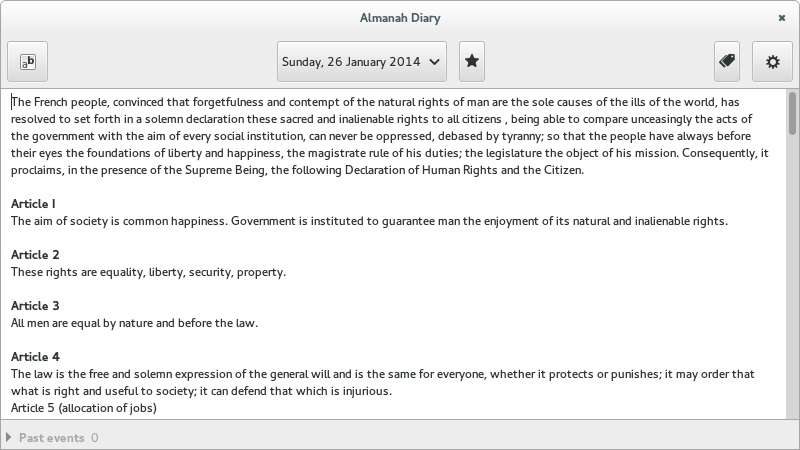 Almanah Diary
ab
Sunday, 26 January 2014
The French people, convinced that forgetfulness and contempt of the natural rights of man are the sole causes of the ills of the world, has
resolved to set forth in a solemn declaration these sacred and inalienable rights to all citizens , being able to compare unceasingly the acts of
the government with the aim of every social institution, can never be oppressed, debased by tyranny; so that the people have always before
their eyes the foundations of liberty and happiness, the magistrate rule of his duties; the legislature the object of his mission. Consequently, it
proclaims, in the presence of the Supreme Being, the following Declaration of Human Rights and the Citizen.
Article I
The aim of society is common happiness. Government is instituted to guarantee man the enjoyment of its natural and inalienable rights.
Article 2
These rights are equality, liberty, security, property.
Article 3
All men are equal by nature and before the law.
Article 4
The law is the free and solemn expression of the general will and is the same for everyone, whether it protects or punishes; it may order that
what is right and useful to society; it can defend that which is injurious.
Article 5 (allocation of jobs)
Past events 0